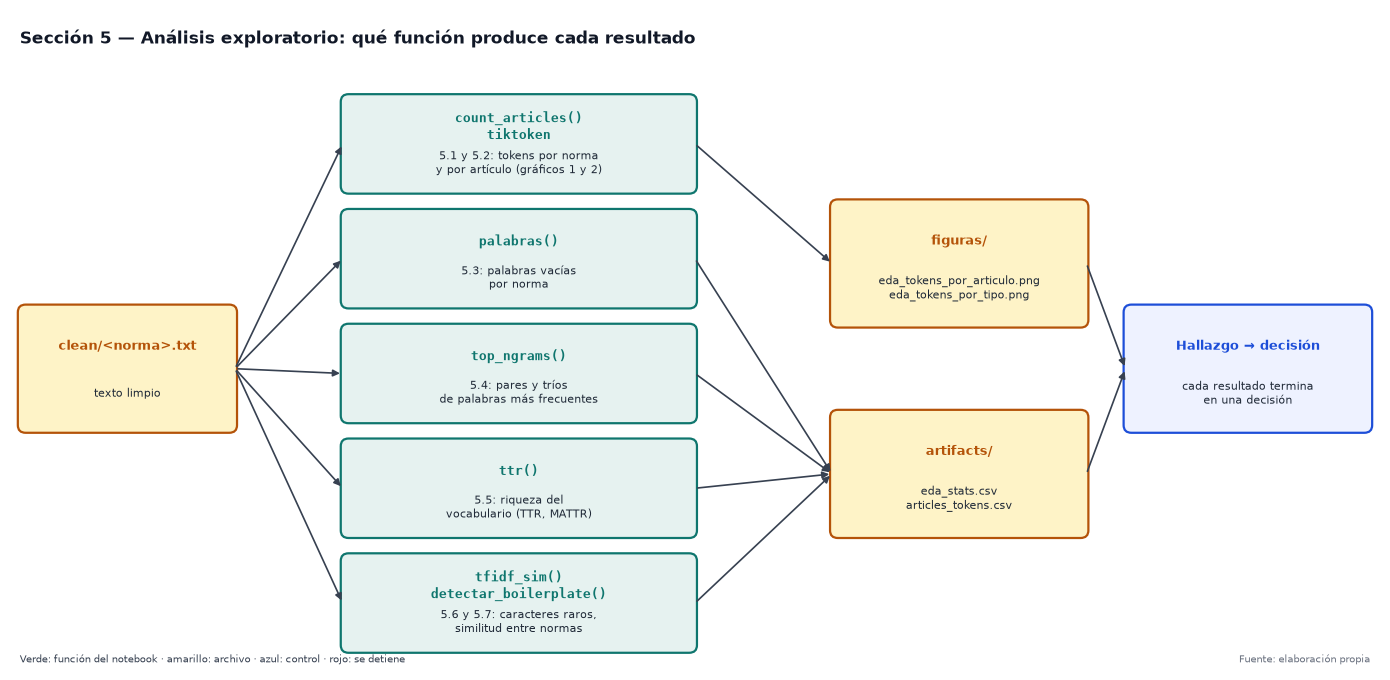 Sección 5 — Análisis exploratorio: qué función produce cada resultado
clean/<norma>.txt
texto limpio
count_articles()
tiktoken
5.1 y 5.2: tokens por norma
y por artículo (gráficos 1 y 2)
palabras()
5.3: palabras vacías
por norma
top_ngrams()
5.4: pares y tríos
de palabras más frecuentes
ttr()
5.5: riqueza del
vocabulario (TTR, MATTR)
tfidf_sim()
detectar_boilerplate()
5.6 y 5.7: caracteres raros,
similitud entre normas
figuras/
eda_tokens_por_articulo.png
eda_tokens_por_tipo.png
artifacts/
eda_stats.csv
articles_tokens.csv
Hallazgo → decisión
cada resultado termina
en una decisión
Verde: función del notebook · amarillo: archivo · azul: control · rojo: se detiene
Fuente: elaboración propia